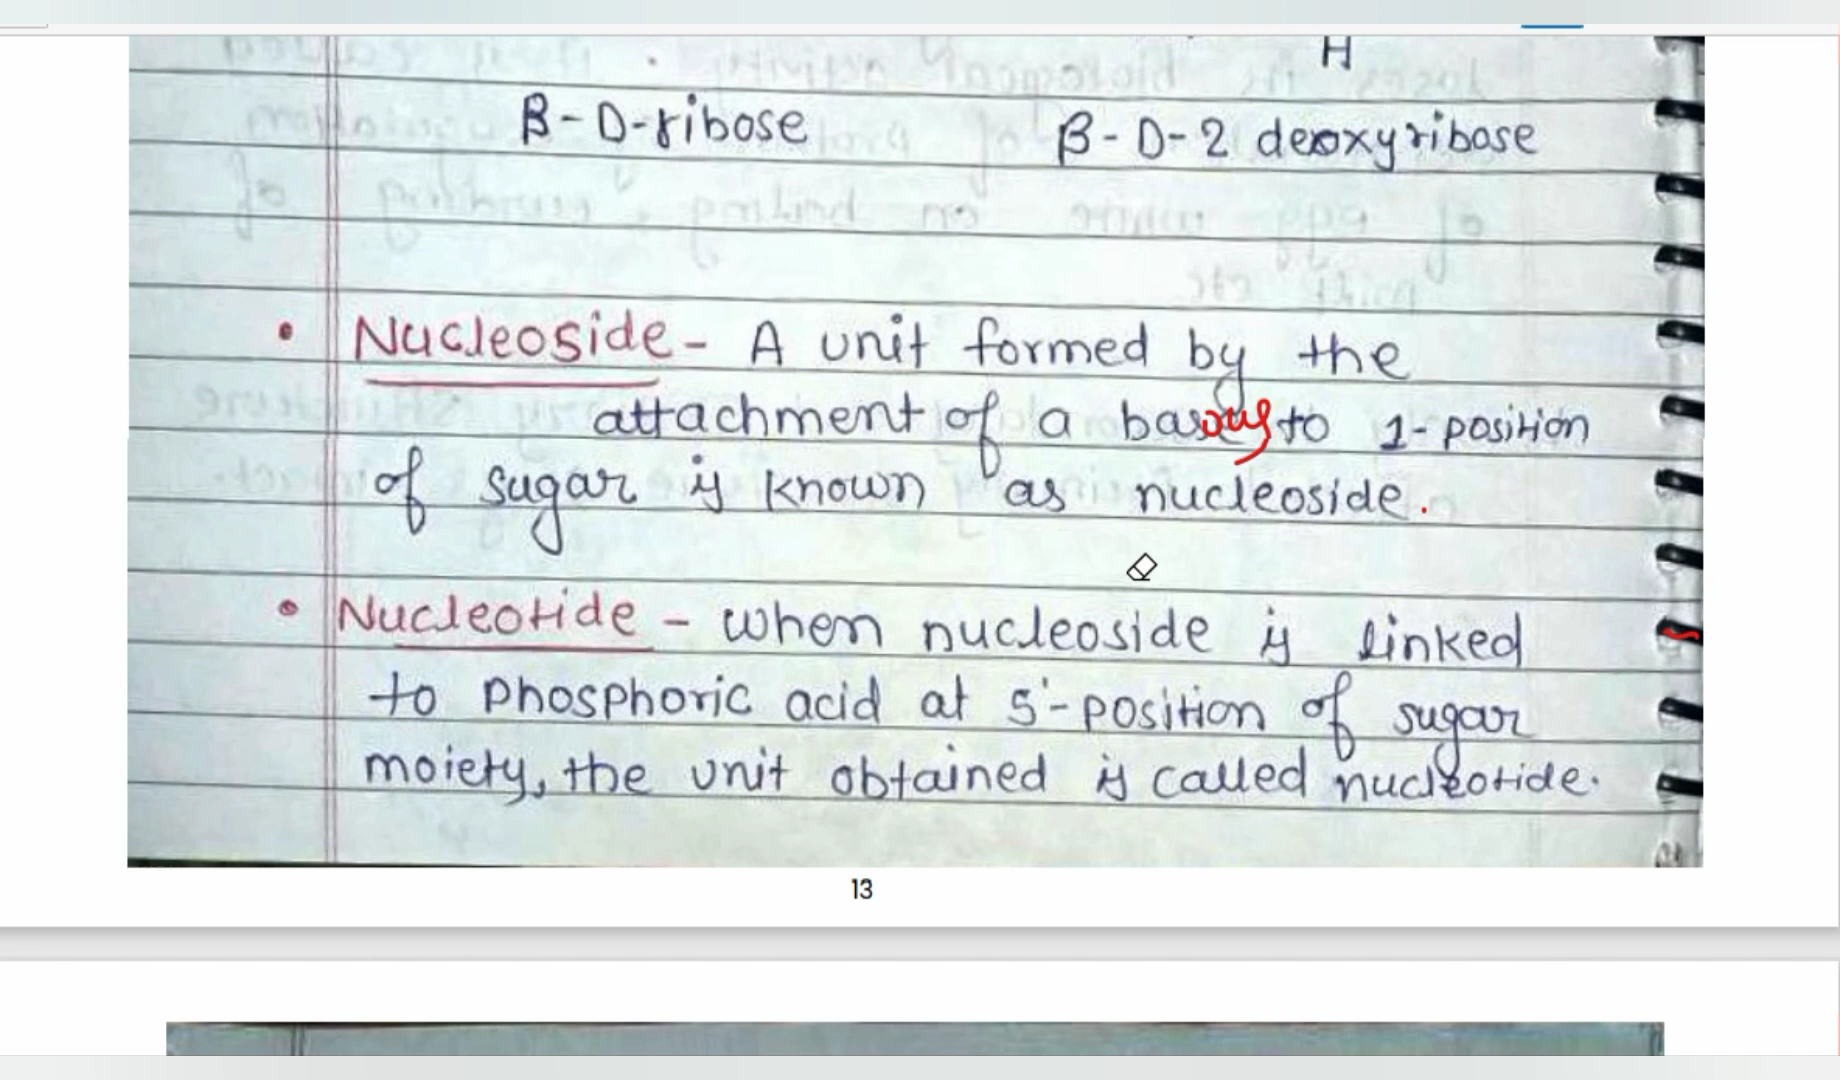 H
β-D-ribose β-D-2 deoxyribose
• Nucleoside - A unit formed by the
attachment of a to 1-position
of sugar is known as nucleoside.
• Nucleotide - when nucleoside is linked
to phosphoric acid at 5'-position of sugar
moiety, the unit obtained is called nucleotide.
13